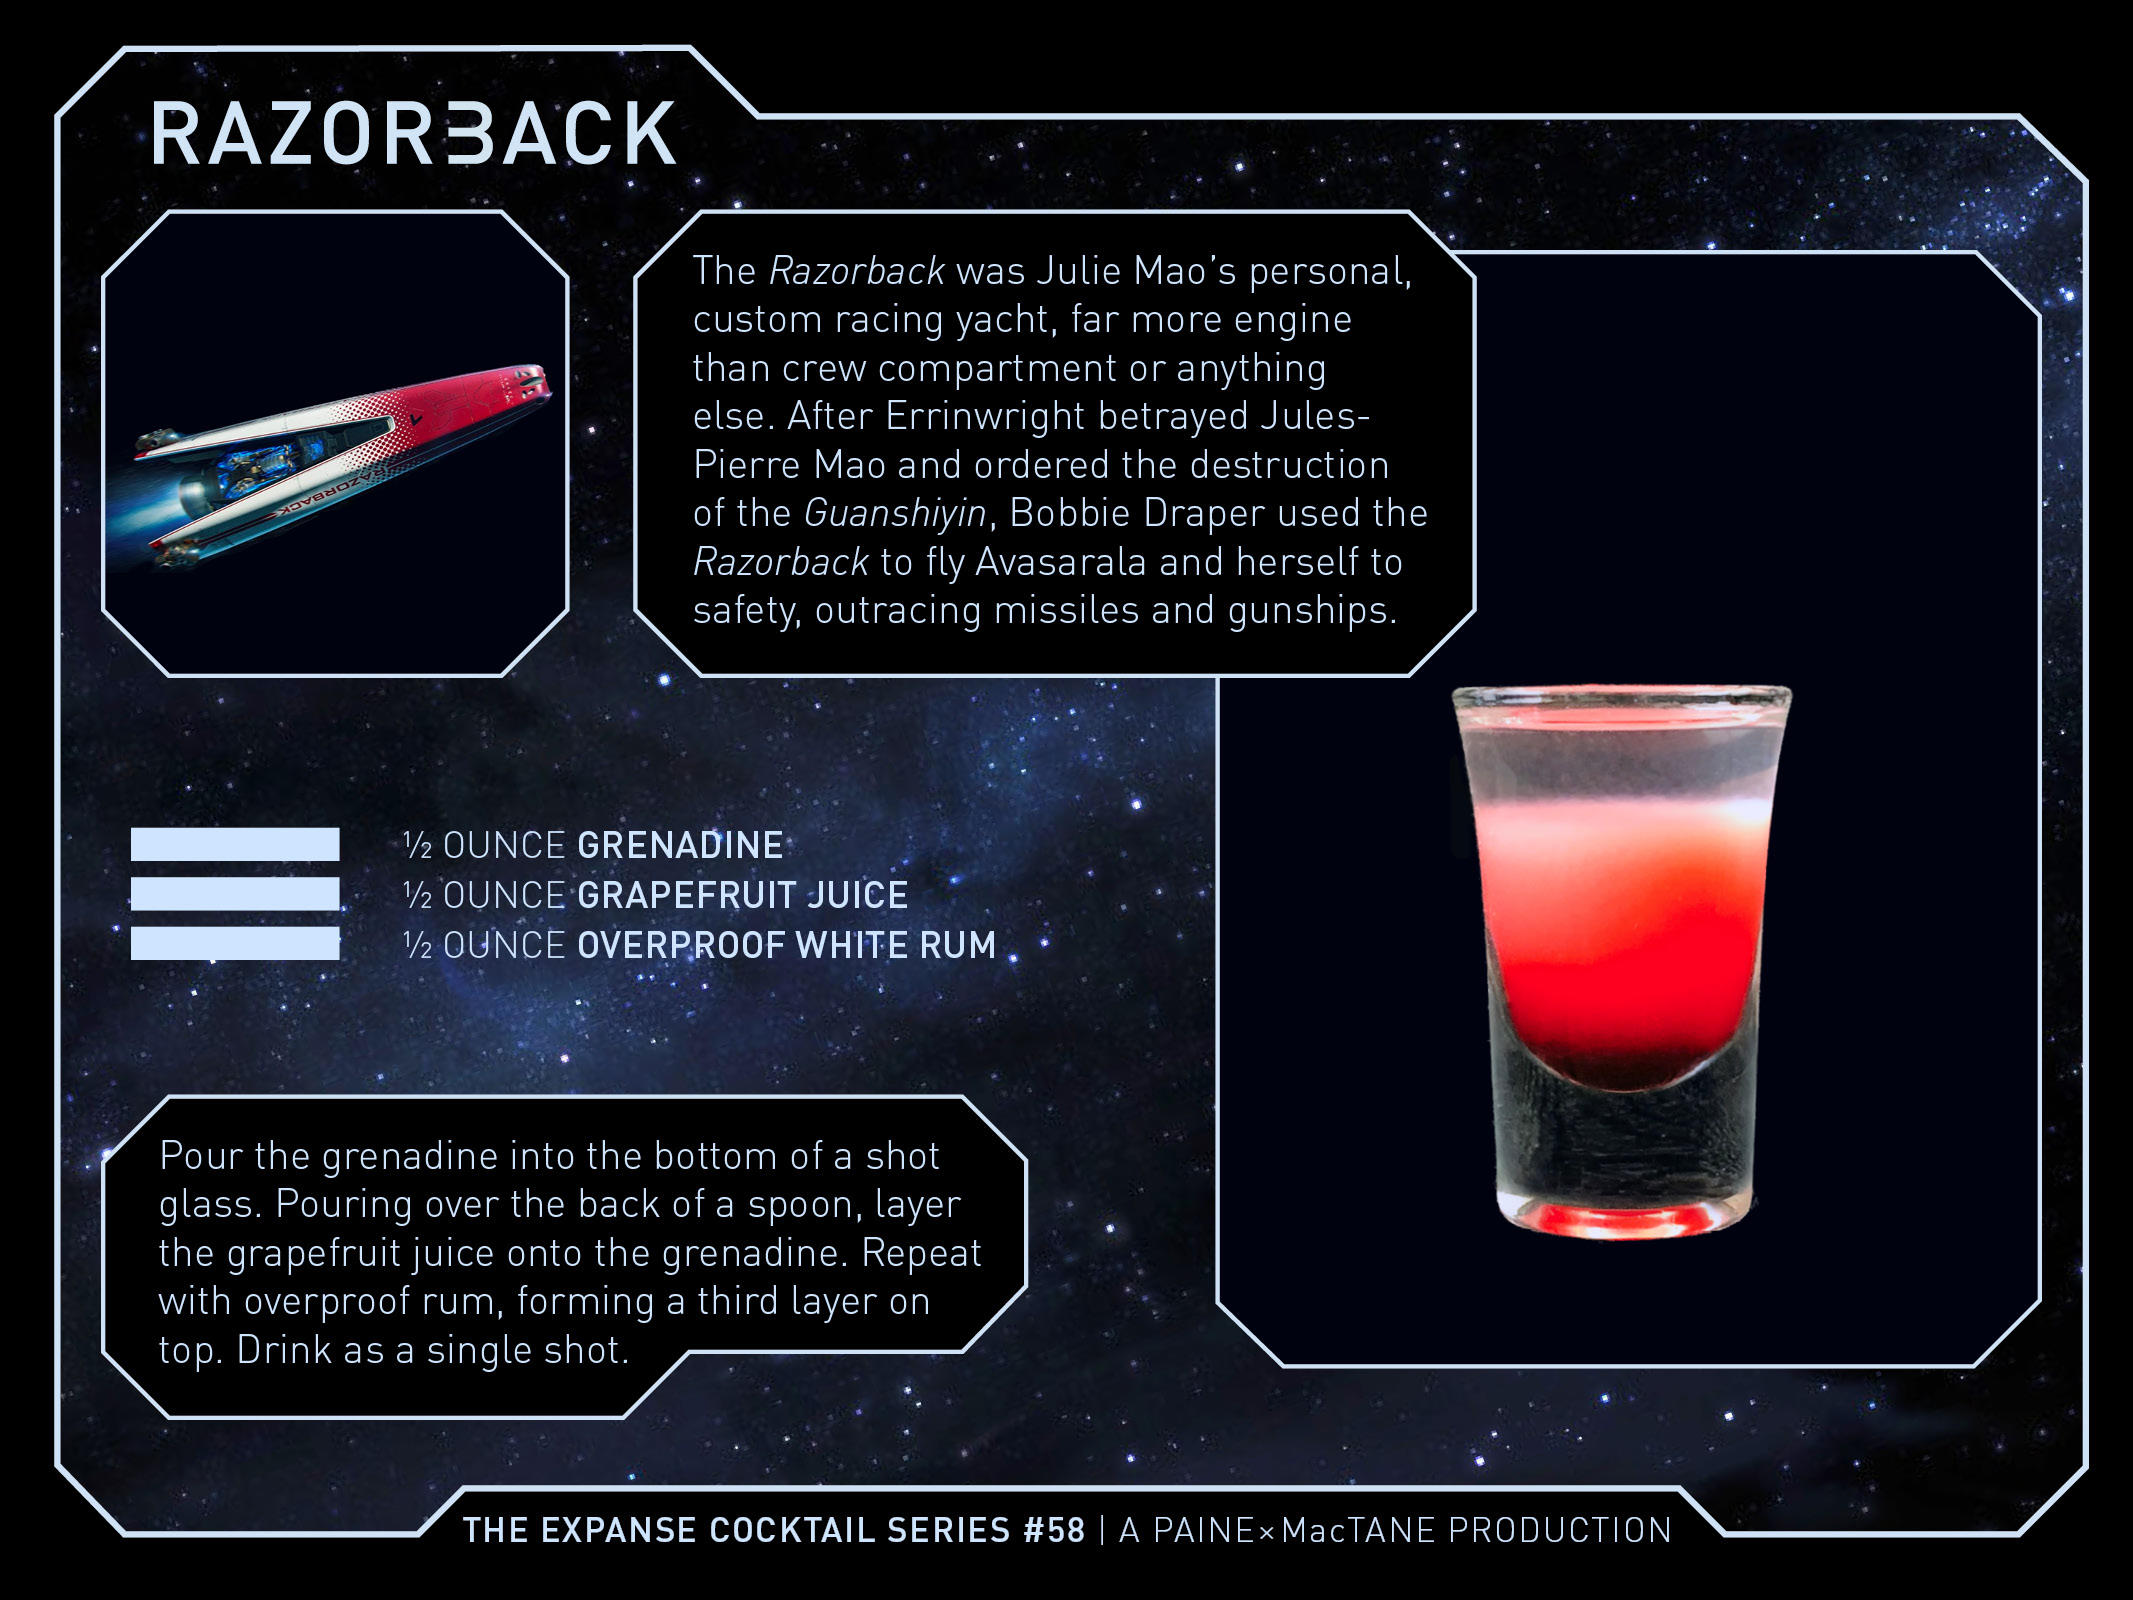 RAZORBACK
The Razorback was Julie Mao’s personal,
custom racing yacht, far more engine
than crew compartment or anything
else. After Errinwright betrayed Jules-
Pierre Mao and ordered the destruction
of the Guanshiyin, Bobbie Draper used the
Razorback to fly Avasarala and herself to
safety, outracing missiles and gunships.
RAZORBACK
½ OUNCE GRENADINE
½ OUNCE GRAPEFRUIT JUICE
½ OUNCE OVERPROOF WHITE RUM
Pour the grenadine into the bottom of a shot
glass. Pouring over the back of a spoon, layer
the grapefruit juice onto the grenadine. Repeat
with overproof rum, forming a third layer on
top. Drink as a single shot.
THE EXPANSE COCKTAIL SERIES #58 | A PAINE×MacTANE PRODUCTION